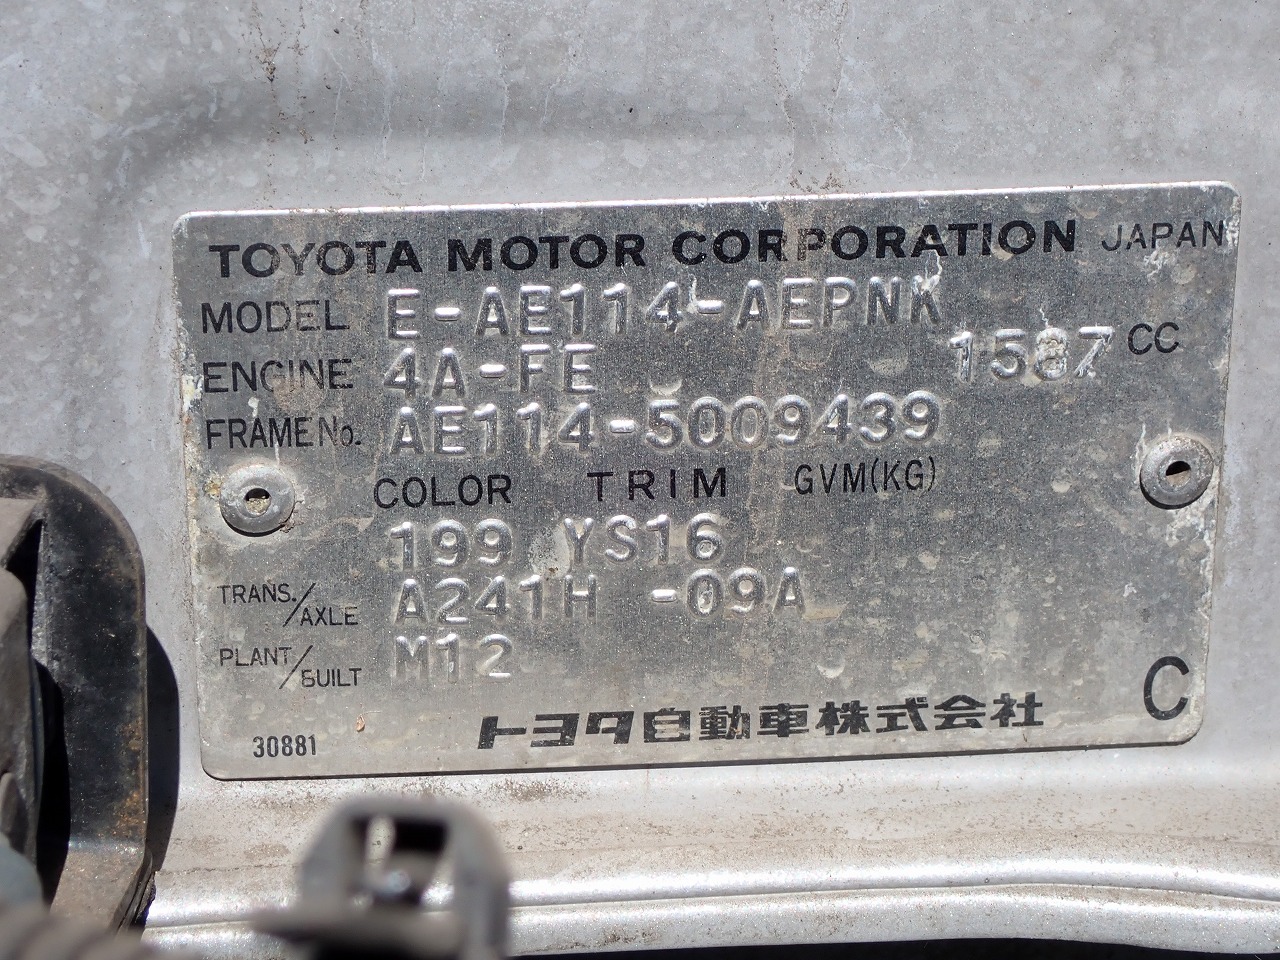 TOYOTA MOTOR CORPORATION JAPAN
MODEL E-AE114-AEPNK
ENGINE 4A-FE 1587 CC
FRAME No. AE114-5009439
COLOR TRIM GVM(KG)
199 YS16
TRANS./AXLE A241H -09A
PLANT/BUILT M12
C
トヨタ自動車株式会社
30881